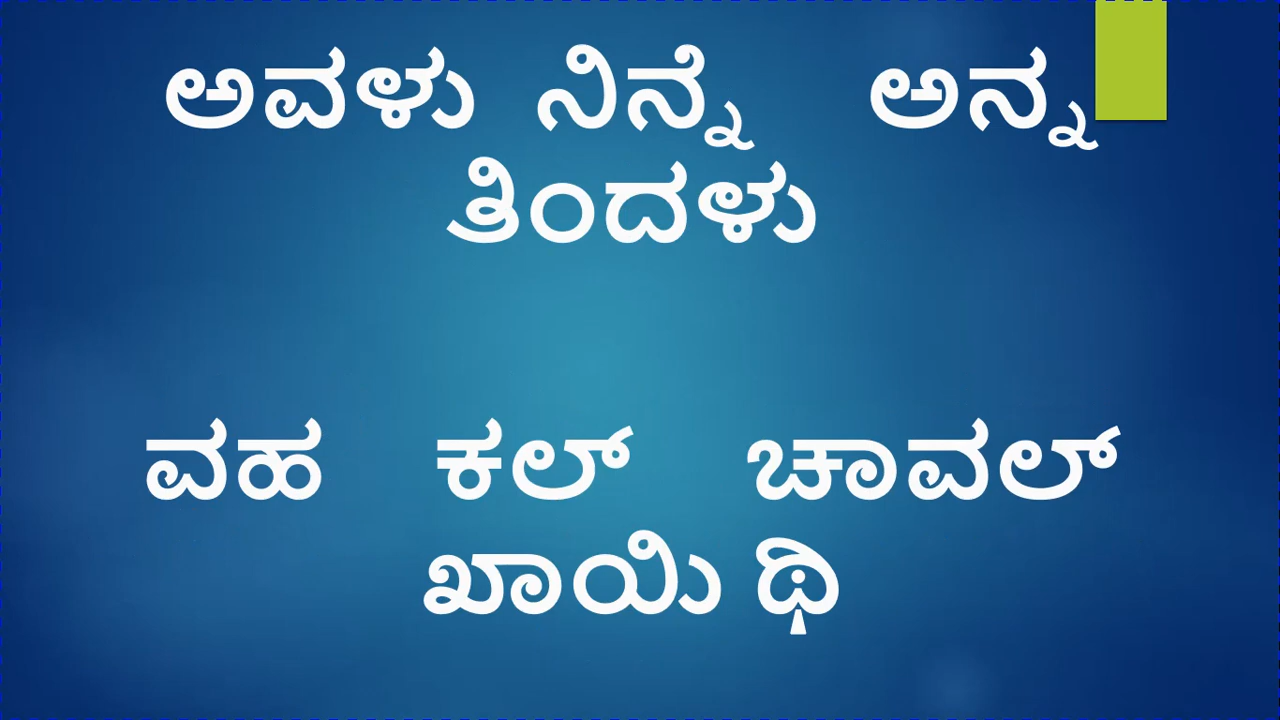 ಅವಳು ನಿನ್ನೆ ಅನ್ನ
ತಿಂದಳು
ವಹ ಕಲ್ ಚಾವಲ್
ಖಾಯಿ ಥಿ